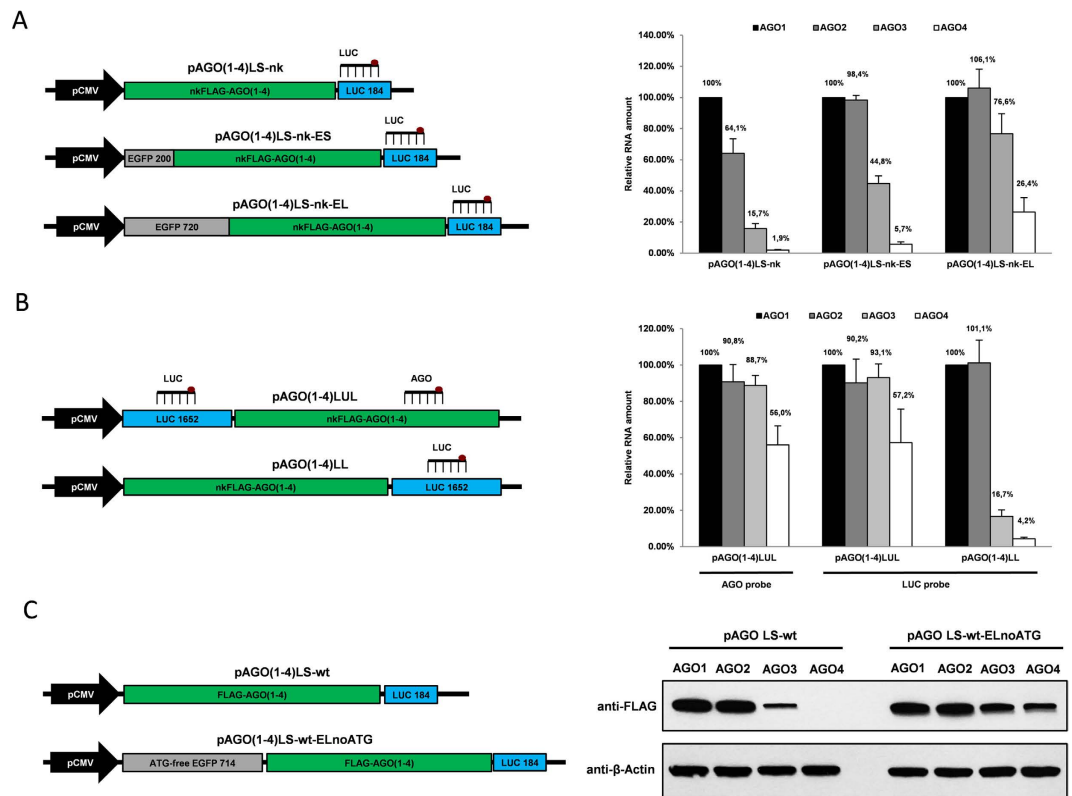 A
pAGO(1-4)LS-nk
LUC
pCMV
nkFLAG-AGO(1-4)
LUC 184
pAGO(1-4)LS-nk-ES
LUC
pCMV
EGFP 200
nkFLAG-AGO(1-4)
LUC 184
pAGO(1-4)LS-nk-EL
LUC
pCMV
EGFP 720
nkFLAG-AGO(1-4)
LUC 184
AGO1 AGO2 AGO3 AGO4
Relative RNA amount
140.00%
120.00%
100.00%
80.00%
60.00%
40.00%
20.00%
0.00%
100% 64,1% 15,7% 1,9%
100% 98,4% 44,8% 5,7%
100% 106,1% 76,6% 26,4%
pAGO(1-4)LS-nk pAGO(1-4)LS-nk-ES pAGO(1-4)LS-nk-EL
B
LUC
pAGO(1-4)LUL
AGO
pCMV
LUC 1652
nkFLAG-AGO(1-4)
pAGO(1-4)LL
LUC
pCMV
nkFLAG-AGO(1-4)
LUC 1652
AGO1 AGO2 AGO3 AGO4
Relative RNA amount
120.00%
100.00%
80.00%
60.00%
40.00%
20.00%
0.00%
100% 90,8% 88,7% 56,0%
100% 90,2% 93,1% 57,2%
100% 101,1% 16,7% 4,2%
pAGO(1-4)LUL pAGO(1-4)LUL pAGO(1-4)LL
AGO probe LUC probe
C
pAGO(1-4)LS-wt
pCMV
FLAG-AGO(1-4)
LUC 184
pAGO(1-4)LS-wt-ELnoATG
pCMV
ATG-free EGFP 714
FLAG-AGO(1-4)
LUC 184
pAGO LS-wt pAGO LS-wt-ELnoATG
AGO1 AGO2 AGO3 AGO4 AGO1 AGO2 AGO3 AGO4
anti-FLAG
anti-β-Actin